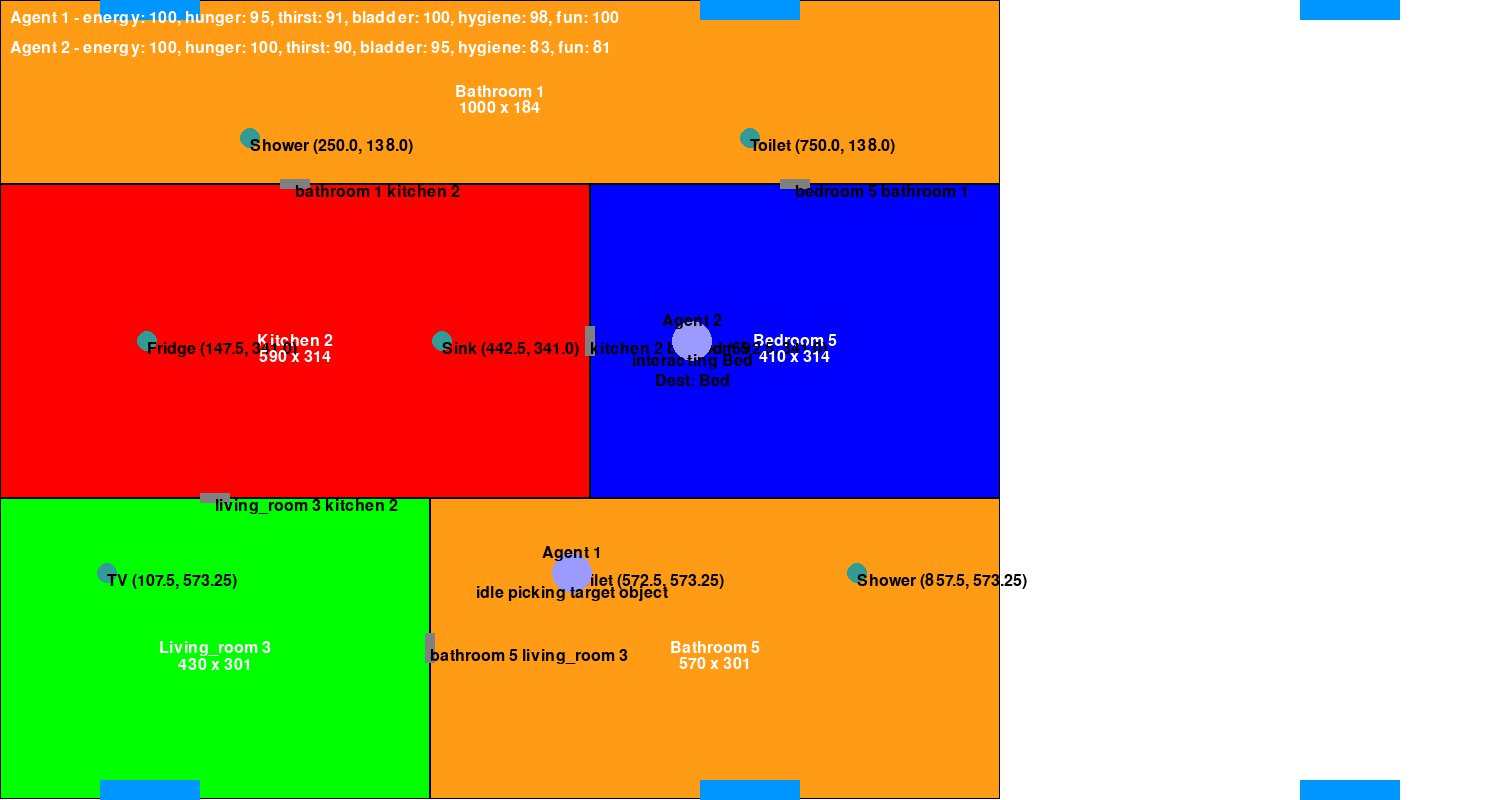 Agent 1 - energy: 100, hunger: 95, thirst: 91, bladder: 100, hygiene: 98, fun: 100
Agent 2 - energy: 100, hunger: 100, thirst: 90, bladder: 95, hygiene: 83, fun: 81
Bathroom 1
1000 x 184
Shower (250.0, 138.0)
Toilet (750.0, 138.0)
bathroom 1 kitchen 2
bedroom 5 bathroom 1
Agent 2
Kitchen 2
Bedroom 5
Fridge (147.5, 341.0)
Sink (442.5, 341.0)
kitchen 2
590 x 314
410 x 314
interacting Bed
Dest: Bed
living_room 3 kitchen 2
Agent 1
TV (107.5, 573.25)
ilet (572.5, 573.25)
Shower (857.5, 573.25)
idle picking target object
Living_room 3
430 x 301
Bathroom 5
570 x 301
bathroom 5 living_room 3